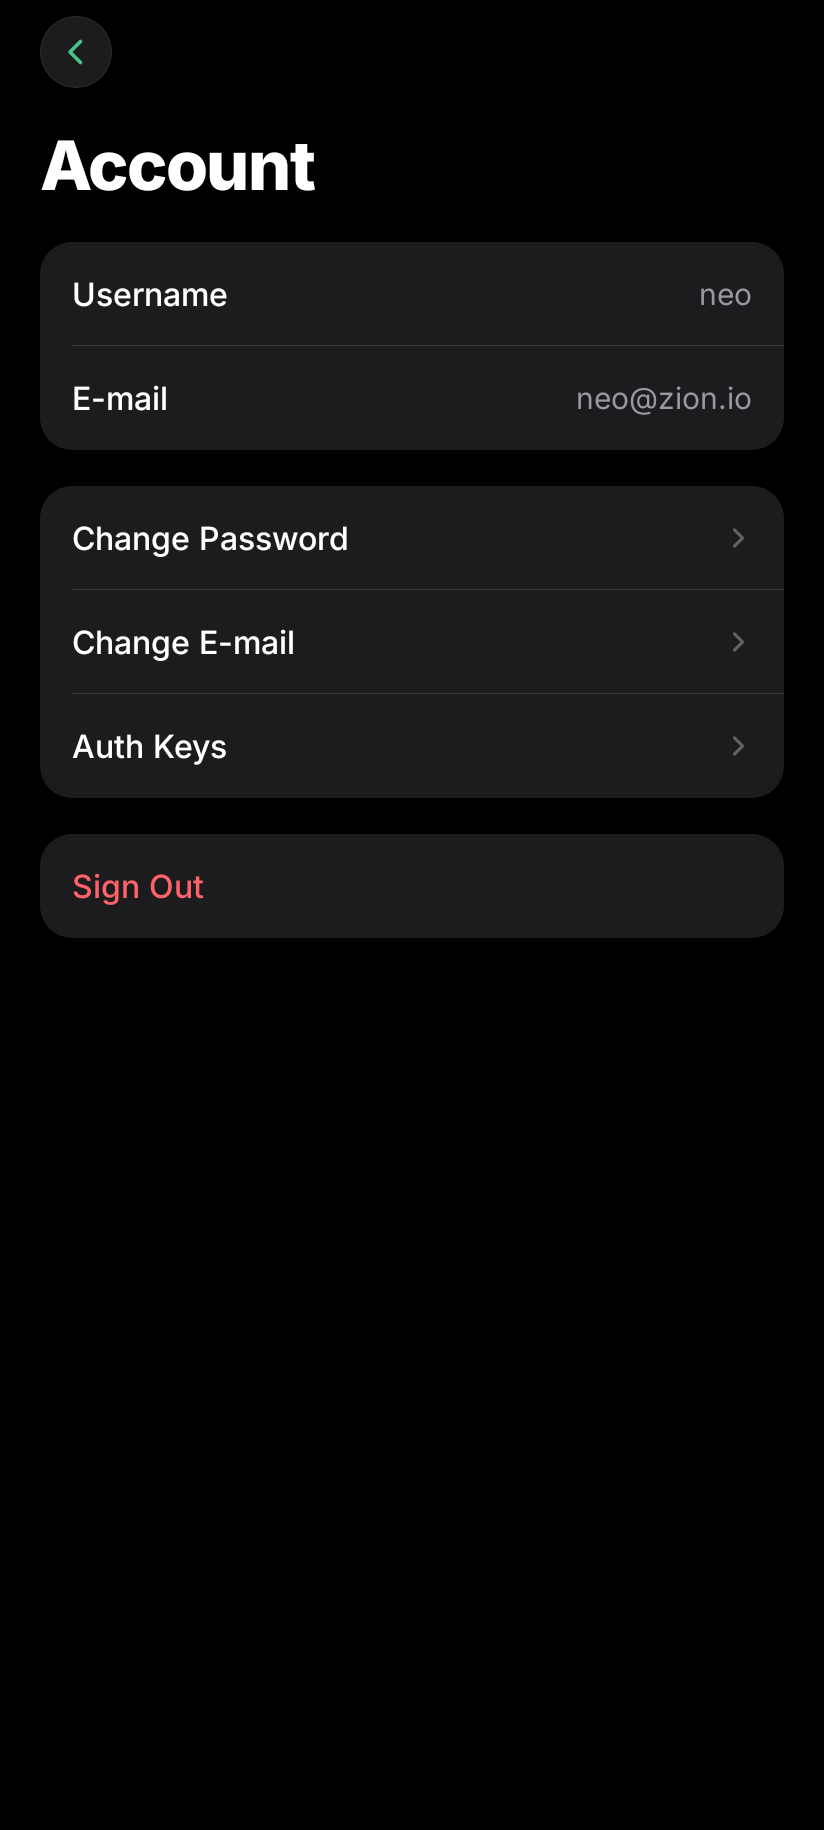 Account
Username neo
E-mail neo@zion.io
Change Password
Change E-mail
Auth Keys
Sign Out